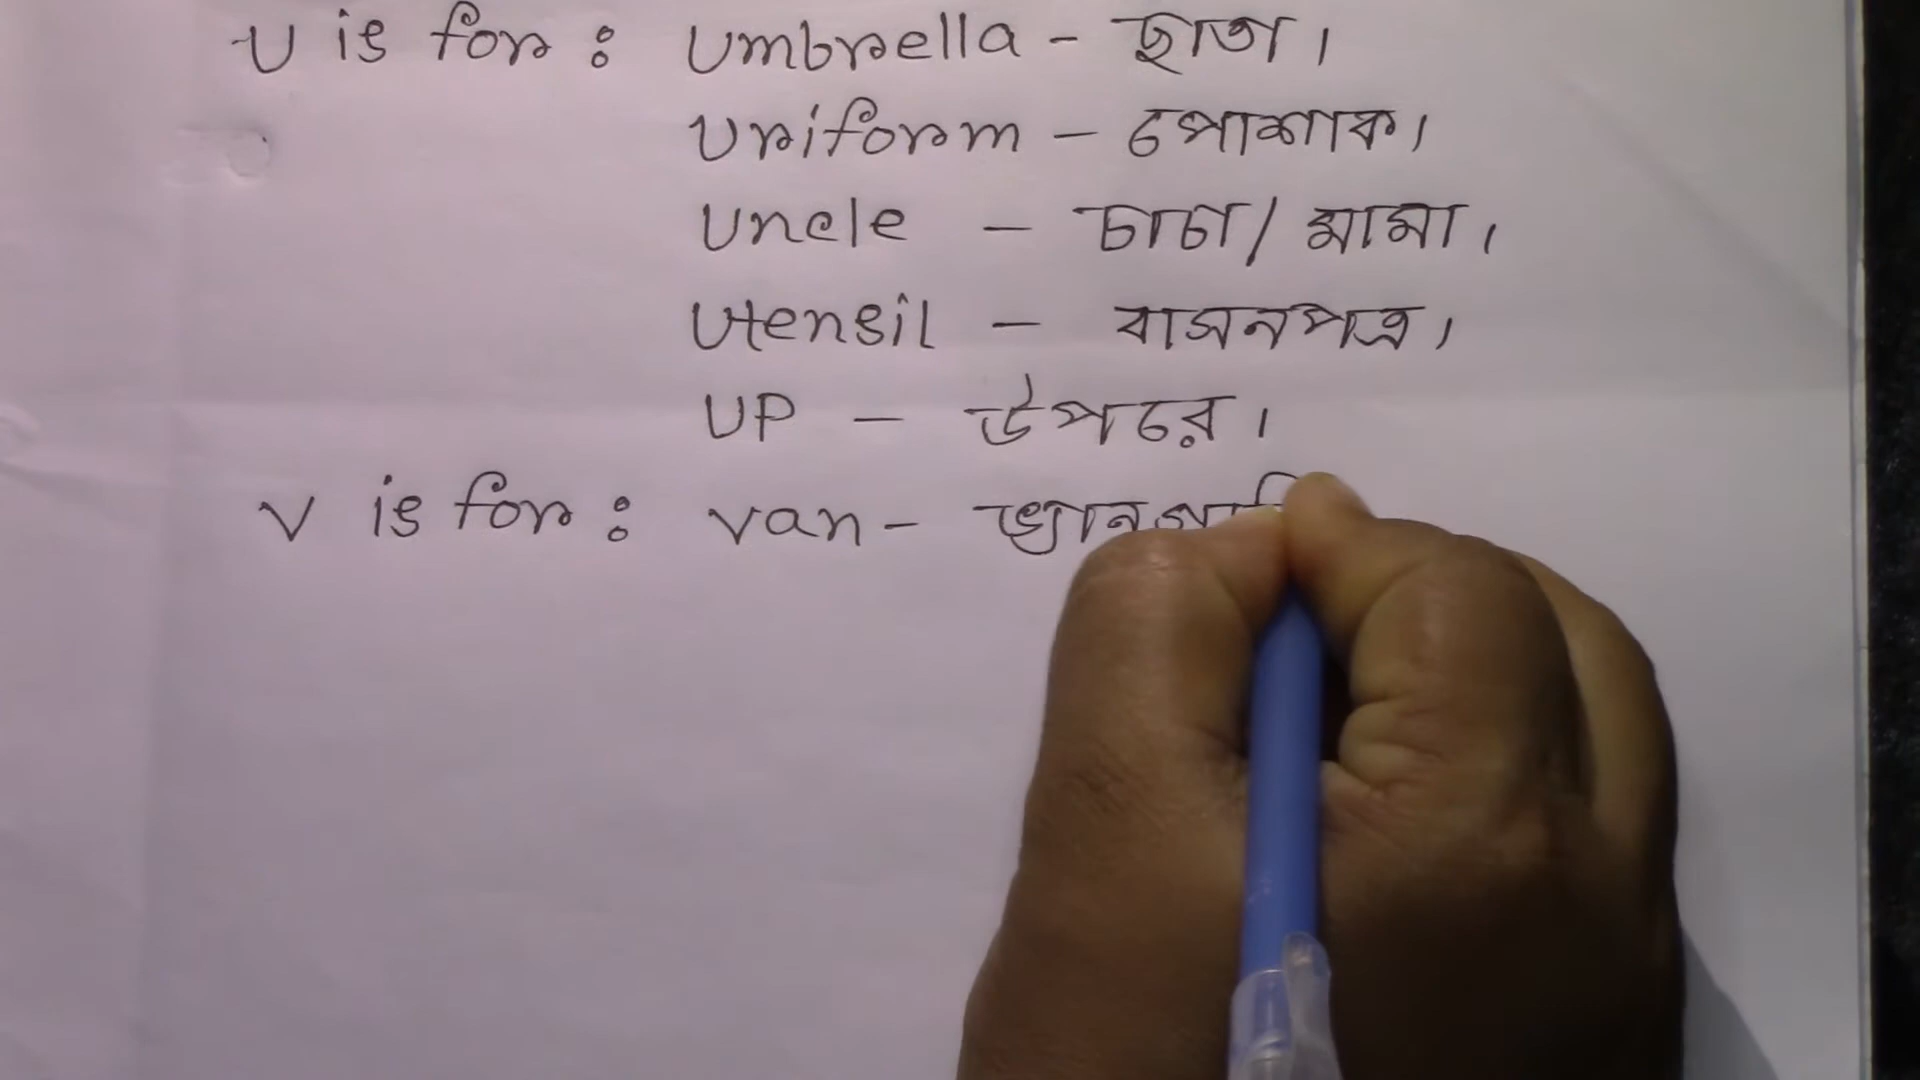 U is for : Umbrella - ছাতা।
Uniform - পোশাক।
Uncle - চাচা/ মামা।
Utensil - বাসনপত্র।
UP - উপরে।
V is for : van -